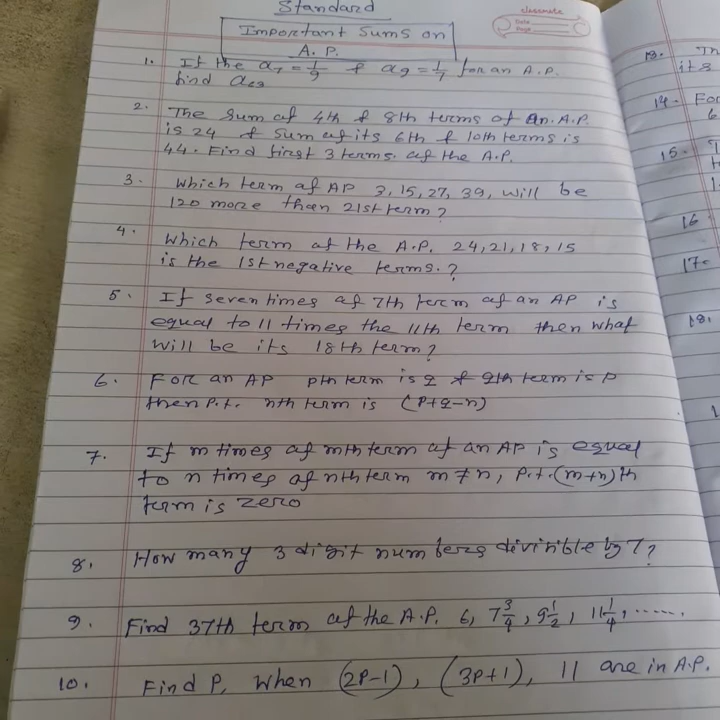 Standard
classmate
Date
Page
Important Sums on
A.P.
1. If the a₇ = 1/9 & a₉ = 1/7 for an A.P.
find a₆₃
2. The sum of 4th & 8th terms of an A.P.
is 24 & Sum of its 6th & 10th terms is
44. Find first 3 terms. of the A.P.
3. Which term of AP 3, 15, 27, 39, will be
120 more than 21st term?
4. Which term of the A.P. 24, 21, 18, 15
is the 1st negative terms.?
5. If seven times of 7th term of an AP is
equal to 11 times the 11th term then what
will be its 18th term?
6. For an AP pth term is q & qth term is p
then P.t. nth term is (p+q-n)
7. If m times of mth term of an AP is equal
to n times of nth term m ≠ n, P.t. (m+n)th
term is zero
8. How many 3 digit numbers divisible by 7?
9. Find 37th term of the A.P. 6, 7 3/4, 9 1/2, 11 1/4, ......
10. Find P, when (2P-1), (3P+1), 11 are in A.P.
13. Th
its
14. For
6
15. T
16
17.
18.